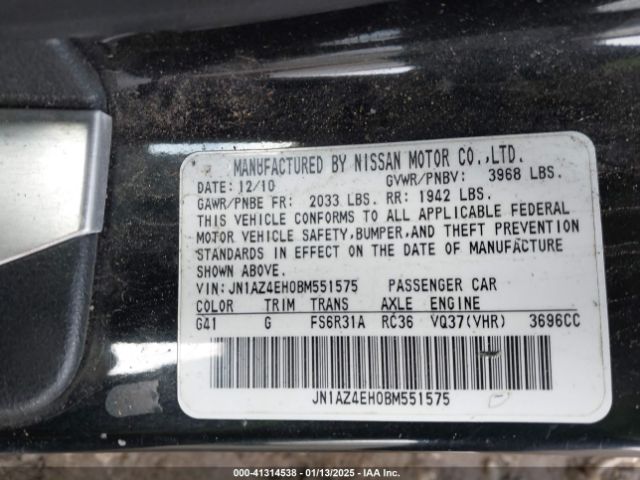 MANUFACTURED BY NISSAN MOTOR CO.,LTD.
DATE: 12/10 GVWR/PNBV: 3968 LBS.
GAWR/PNBE FR: 2033 LBS. RR: 1942 LBS.
THIS VEHICLE CONFORMS TO ALL APPLICABLE FEDERAL
MOTOR VEHICLE SAFETY,BUMPER,AND THEFT PREVENTION
STANDARDS IN EFFECT ON THE DATE OF MANUFACTURE
SHOWN ABOVE.
VIN: JN1AZ4EH0BM551575 PASSENGER CAR
COLOR TRIM TRANS AXLE ENGINE
G41 G FS6R31A RC36 VQ37(VHR) 3696CC
JN1AZ4EH0BM551575
000-41314538 - 01/13/2025 - IAA Inc.